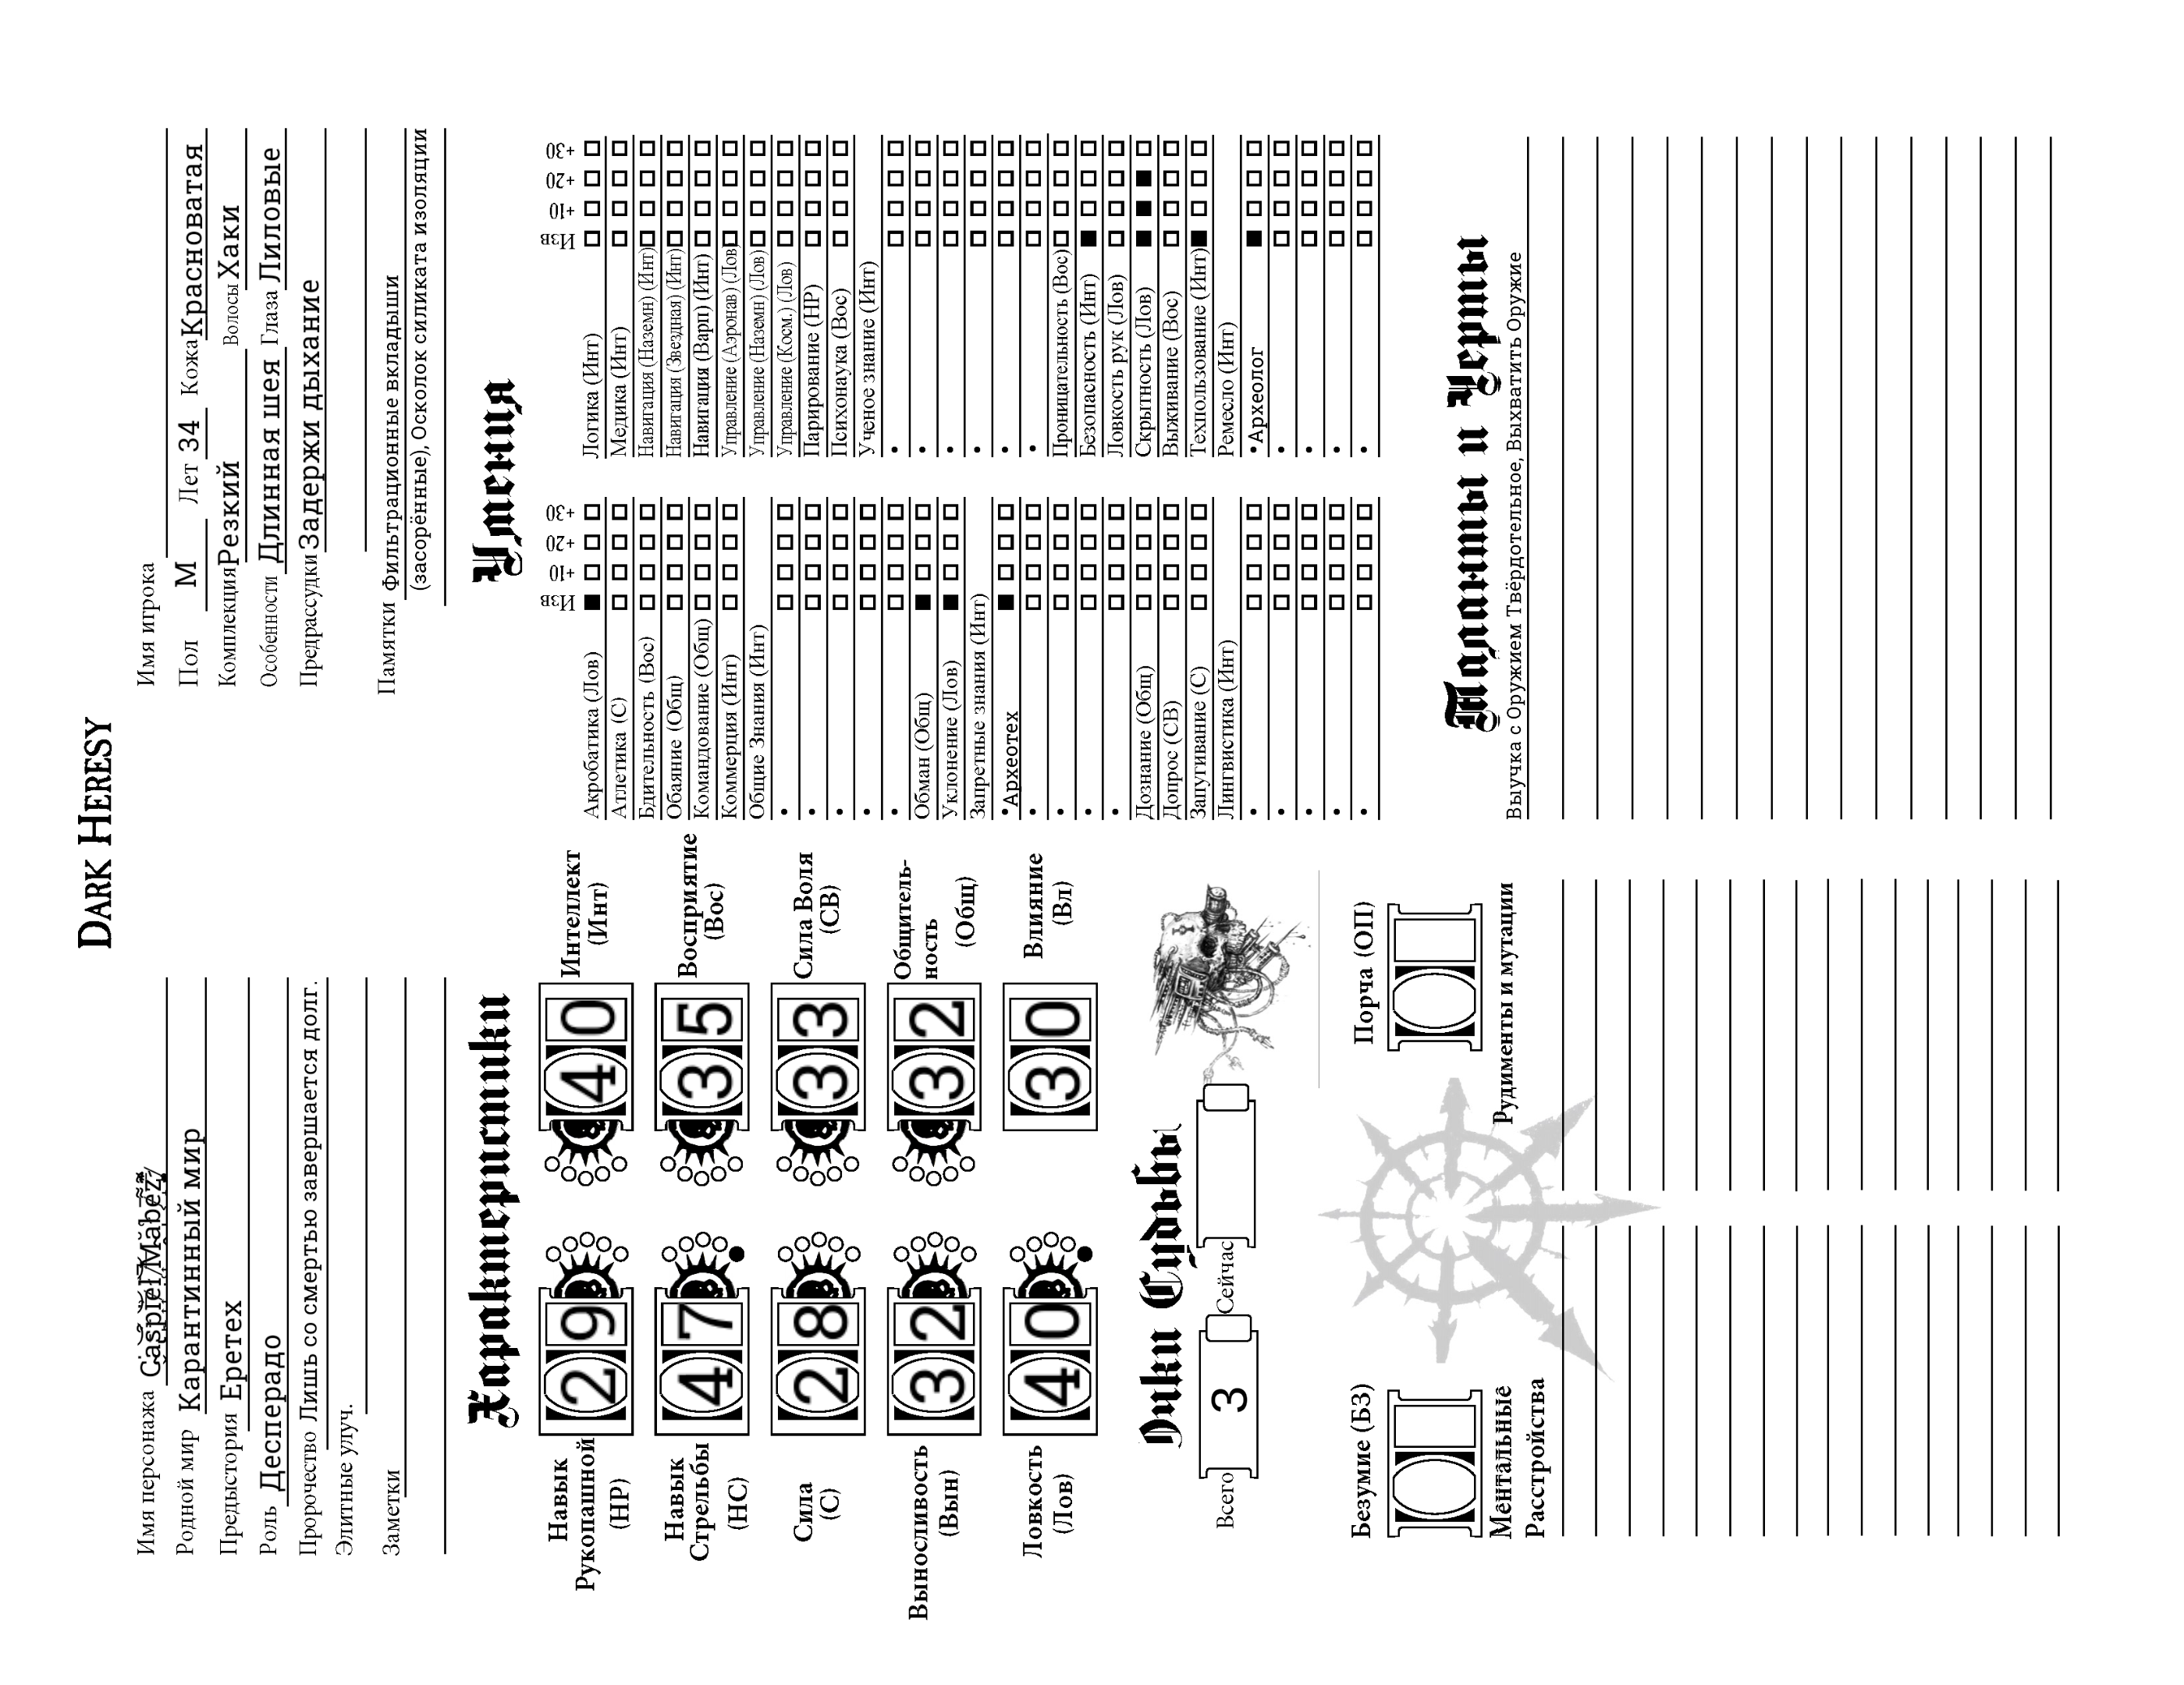 DARK HERESY
Имя персонажа Caspiel Mabez
Родной мир Карантинный мир
Предыстория Еретех
Роль Десперадо
Пророчество Лишь со смертью завершается долг.
Элитные улуч.
Заметки
Имя игрока
Пол М Лет 34 Кожа Красноватая
Комплекция Резкий Волосы Хаки
Особенности Длинная шея Глаза Лиловые
Предрассудки Задержи дыхание
Памятки Фильтрационные вкладыши
(засорённые), Осколок силиката изоляции
Характеристики
Навык
Рукопашной
(НР)
29
Интеллект
(Инт)
40
Навык
Стрельбы
(НС)
47
Восприятие
(Вос)
35
Сила
(С)
28
Сила Воля
(СВ)
33
Выносливость
(Вын)
32
Общитель-
ность
(Общ)
32
Ловкость
(Лов)
40
Влияние
(Вл)
30
Пики Судьбы
Всего 3 Сейчас
Безумие (БЗ)
Порча (ОП)
Ментальные
Расстройства
Рудименты и мутации
Умения
Изв +10 +20 +30
Акробатика (Лов)
Атлетика (С)
Бдительность (Вос)
Обаяние (Общ)
Командование (Общ)
Коммерция (Инт)
Общие Знания (Инт)
•
•
•
•
•
Обман (Общ)
Уклонение (Лов)
Запретные знания (Инт)
• Археотех
•
•
•
•
Дознание (Общ)
Допрос (СВ)
Запугивание (С)
Лингвистика (Инт)
•
•
•
•
•
Изв +10 +20 +30
Логика (Инт)
Медика (Инт)
Навигация (Наземн) (Инт)
Навигация (Звездная) (Инт)
Навигация (Варп) (Инт)
Управление (Аэронав) (Лов)
Управление (Наземн) (Лов)
Управление (Косм.) (Лов)
Парирование (НР)
Психонаука (Вос)
Ученое знание (Инт)
•
•
•
•
•
•
Проницательность (Вос)
Безопасность (Инт)
Ловкость рук (Лов)
Скрытность (Лов)
Выживание (Вос)
Техпользование (Инт)
Ремесло (Инт)
• Археолог
•
•
•
•
Таланты и Черты
Выучка с Оружием Твёрдотельное, Выхватить Оружие